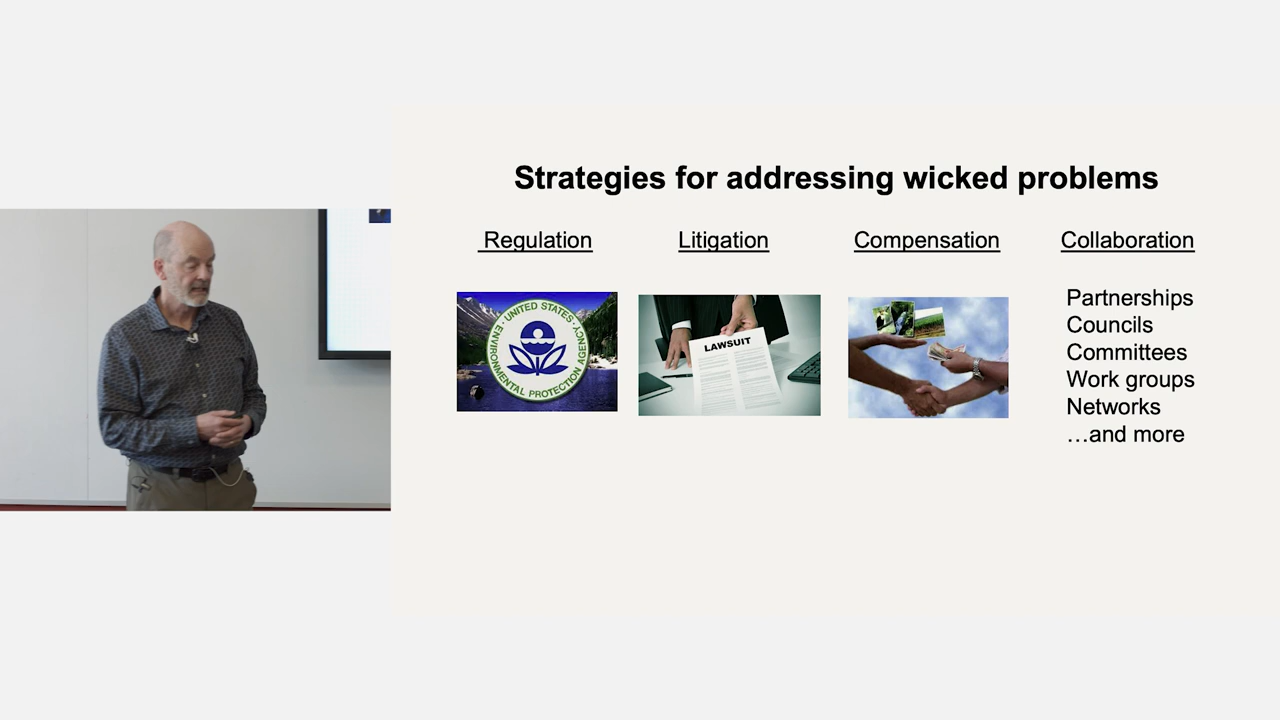 Strategies for addressing wicked problems
Regulation
Litigation
Compensation
Collaboration
UNITED STATES
ENVIRONMENTAL PROTECTION AGENCY
LAWSUIT
Partnerships
Councils
Committees
Work groups
Networks
…and more